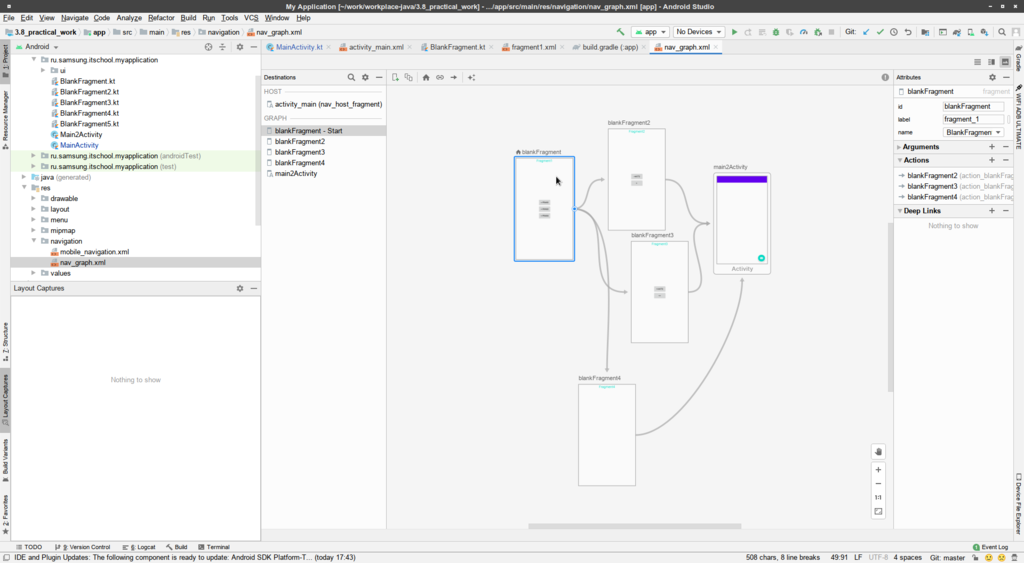 My Application [~/work/workplace-java/3.8_practical_work] - .../app/src/main/res/navigation/nav_graph.xml [app] - Android Studio
File Edit View Navigate Code Analyze Refactor Build Run Tools VCS Window Help
3.8_practical_work app src main res navigation nav_graph.xml
app No Devices Git:
Android
MainActivity.kt activity_main.xml BlankFragment.kt fragment1.xml build.gradle (:app) nav_graph.xml
1: Project
Resource Manager
Z: Structure
Layout Captures
Build Variants
2: Favorites
ru.samsung.itschool.myapplication
ui
BlankFragment.kt
BlankFragment2.kt
BlankFragment3.kt
BlankFragment4.kt
BlankFragment5.kt
Main2Activity
MainActivity
ru.samsung.itschool.myapplication (androidTest)
ru.samsung.itschool.myapplication (test)
java (generated)
res
drawable
layout
menu
mipmap
navigation
mobile_navigation.xml
nav_graph.xml
values
Layout Captures
Nothing to show
Destinations
HOST
activity_main (nav_host_fragment)
GRAPH
blankFragment - Start
blankFragment2
blankFragment3
blankFragment4
main2Activity
blankFragment
blankFragment2
blankFragment3
blankFragment4
main2Activity
Activity
1:1
Attributes
blankFragment fragment
id blankFragment
label fragment_1
name BlankFragmen
Arguments
Actions
blankFragment2 (action_blankFrag
blankFragment3 (action_blankFrag
blankFragment4 (action_blankFrag
Deep Links
Nothing to show
Gradle
WIFI ADB ULTIMATE
Device File Explorer
TODO 9: Version Control 6: Logcat Build Terminal Event Log
IDE and Plugin Updates: The following component is ready to update: Android SDK Platform-T... (today 17:43)
508 chars, 8 line breaks 49:91 LF UTF-8 4 spaces Git: master